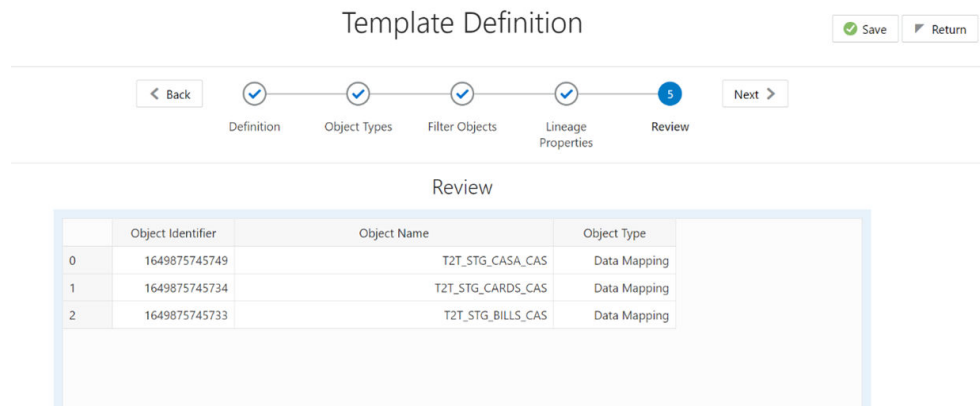 Template Definition
Save Return
Back 5 Next
Definition Object Types Filter Objects Lineage Properties Review
Review
Object Identifier Object Name Object Type
0 1649875745749 T2T_STG_CASA_CAS Data Mapping
1 1649875745734 T2T_STG_CARDS_CAS Data Mapping
2 1649875745733 T2T_STG_BILLS_CAS Data Mapping